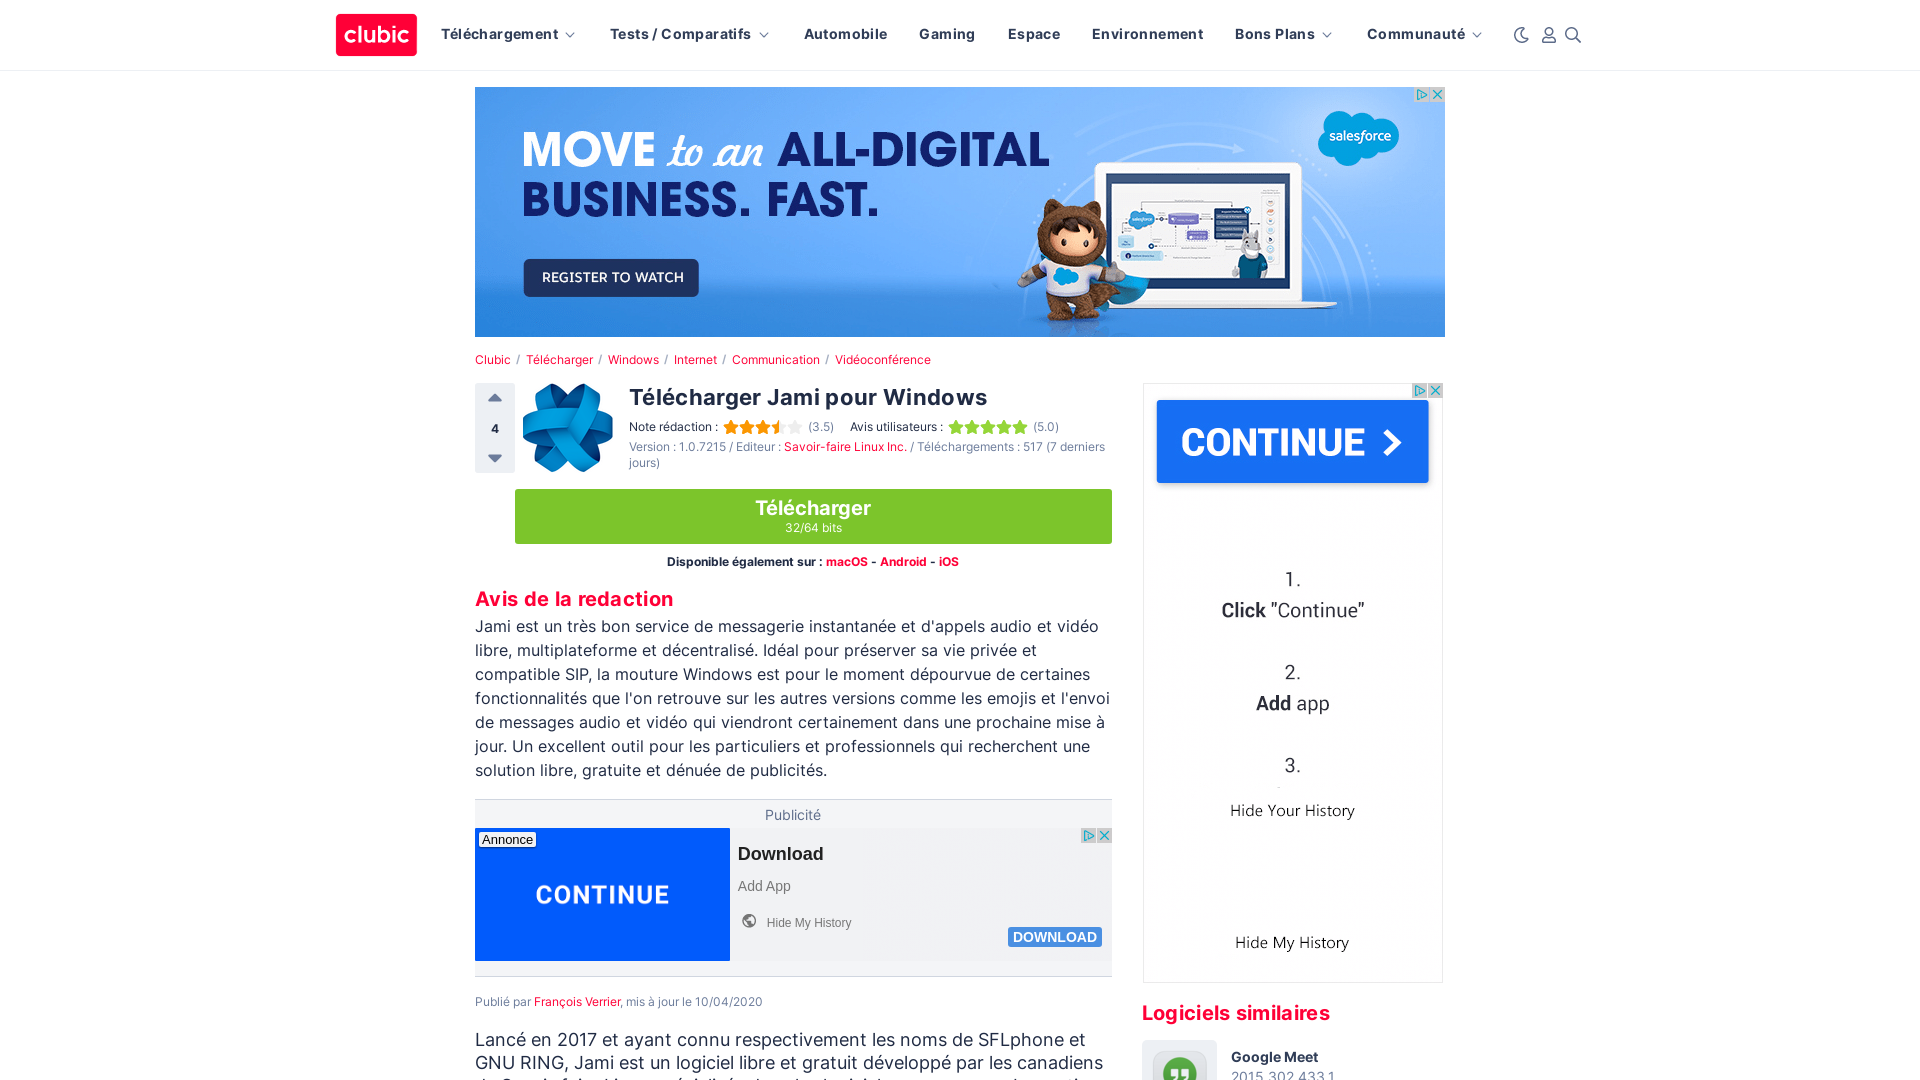 clubic
Téléchargement
Tests / Comparatifs
Automobile
Gaming
Espace
Environnement
Bons Plans
Communauté
MOVE to an ALL-DIGITAL
BUSINESS. FAST.
salesforce
REGISTER TO WATCH
Clubic / Télécharger / Windows / Internet / Communication / Vidéoconférence
4
Télécharger Jami pour Windows
Note rédaction : (3.5) Avis utilisateurs : (5.0)
Version : 1.0.7215 / Editeur : Savoir-faire Linux Inc. / Téléchargements : 517 (7 derniers
jours)
Télécharger
32/64 bits
Disponible également sur : macOS - Android - iOS
Avis de la redaction
Jami est un très bon service de messagerie instantanée et d'appels audio et vidéo
libre, multiplateforme et décentralisé. Idéal pour préserver sa vie privée et
compatible SIP, la mouture Windows est pour le moment dépourvue de certaines
fonctionnalités que l'on retrouve sur les autres versions comme les emojis et l'envoi
de messages audio et vidéo qui viendront certainement dans une prochaine mise à
jour. Un excellent outil pour les particuliers et professionnels qui recherchent une
solution libre, gratuite et dénuée de publicités.
Publicité
Annonce
CONTINUE
Download
Add App
Hide My History
DOWNLOAD
Publié par François Verrier, mis à jour le 10/04/2020
Lancé en 2017 et ayant connu respectivement les noms de SFLphone et
GNU RING, Jami est un logiciel libre et gratuit développé par les canadiens
CONTINUE
1.
Click "Continue"
2.
Add app
3.
Hide Your History
Hide My History
Logiciels similaires
Google Meet
2015.302.433.1